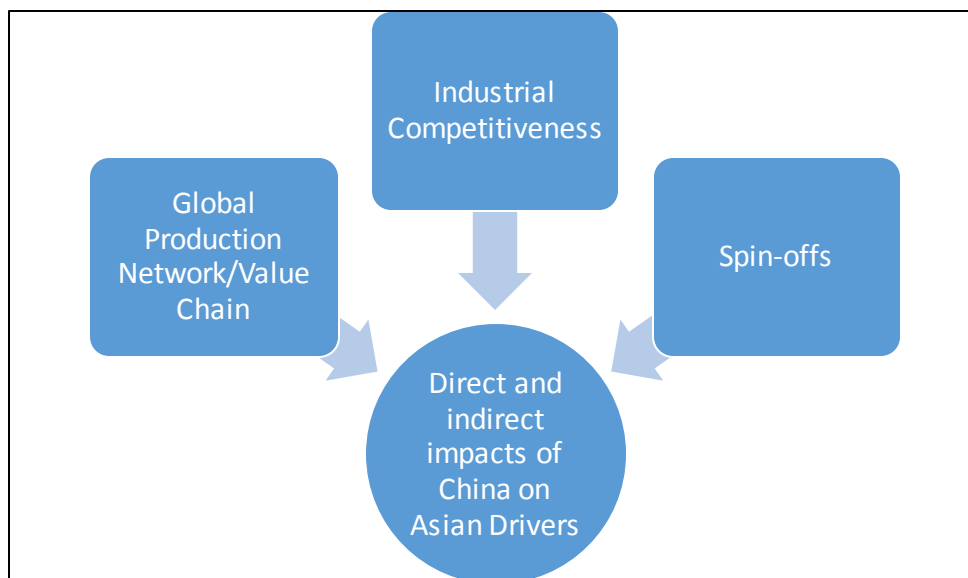 Industrial
Competitiveness
Global
Production
Network/Value
Chain
Spin-offs
Direct and
indirect
impacts of
China on
Asian Drivers